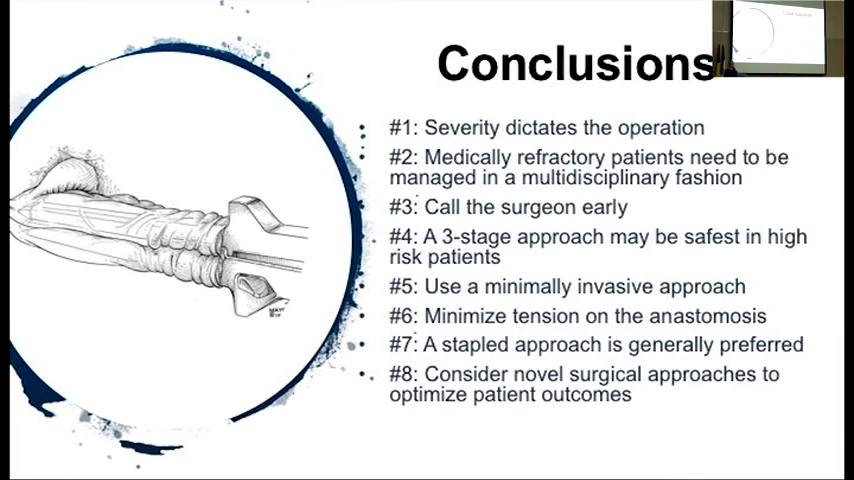 Conclusions
#1: Severity dictates the operation
#2: Medically refractory patients need to be
managed in a multidisciplinary fashion
#3: Call the surgeon early
#4: A 3-stage approach may be safest in high
risk patients
#5: Use a minimally invasive approach
#6: Minimize tension on the anastomosis
#7: A stapled approach is generally preferred
#8: Consider novel surgical approaches to
optimize patient outcomes